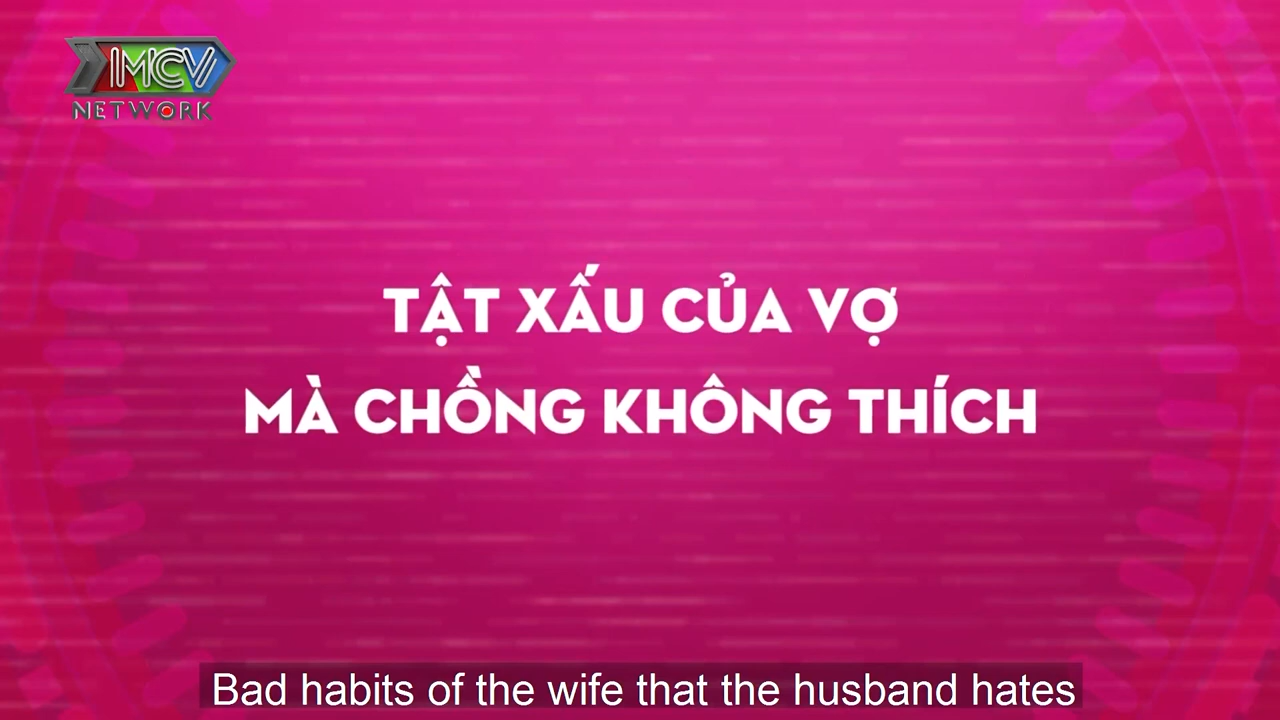 MCV
NETWORK
TẬT XẤU CỦA VỢ
MÀ CHỒNG KHÔNG THÍCH
Bad habits of the wife that the husband hates